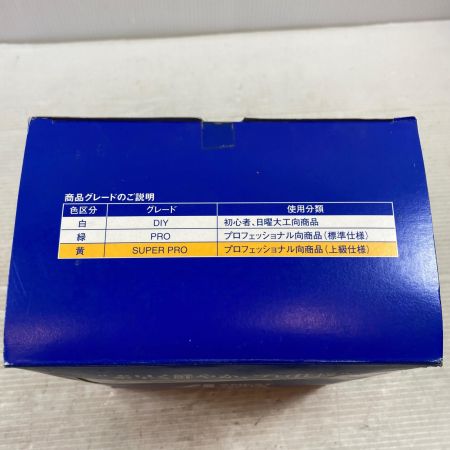 商品グレードのご説明
色区分 グレード 使用分類
白 DIY 初心者、日曜大工向商品
緑 PRO プロフェッショナル向商品(標準仕様)
黄 SUPER PRO プロフェッショナル向商品(上級仕様)